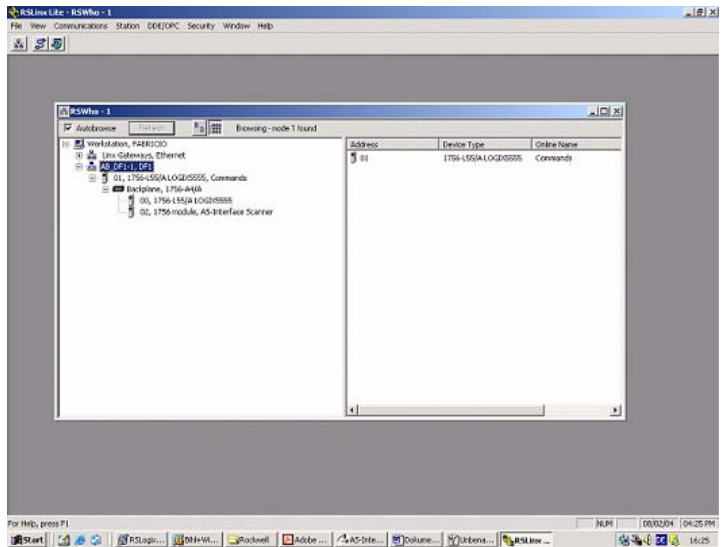 RSLinx Lite - RSWho - 1
File View Communications Station DDE/OPC Security Window Help
RSWho - 1
Autobrowse Refresh Browsing - node 1 found
Workstation, FABRICIO
Linx Gateways, Ethernet
AB_DF1-1, DF1
01, 1756-L55/A LOGIX5555, Commands
Backplane, 1756-A4/A
00, 1756-L55/A LOGIX5555
02, 1756 module, AS-Interface Scanner
Address Device Type Online Name
01 1756-L55/A LOGIX5555 Commands
For Help, press F1
NUM 08/02/04 04:25 PM
Start RSLogix... Rockwell Adobe ... AS-Inte... Dokume... Unbena... RSLinx ... 16:25